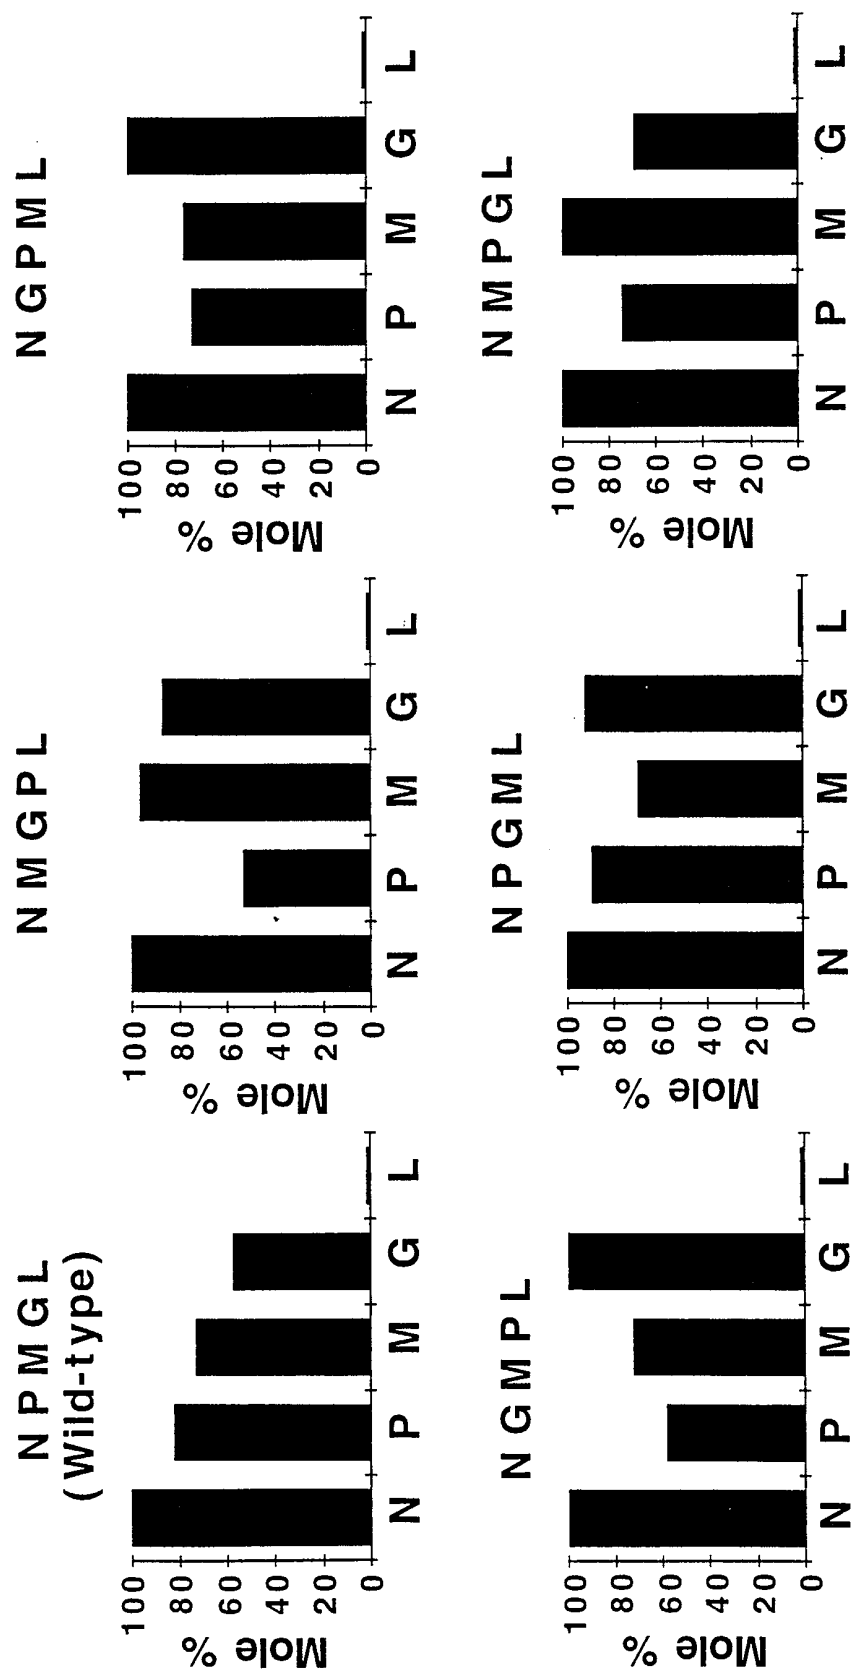 N P M G L
(Wild-type)
Mole %
100
80
60
40
20
0
N P M G L
N M G P L
Mole %
100
80
60
40
20
0
N P M G L
N G P M L
Mole %
100
80
60
40
20
0
N P M G L
N G M P L
Mole %
100
80
60
40
20
0
N P M G L
N P G M L
Mole %
100
80
60
40
20
0
N P M G L
N M P G L
Mole %
100
80
60
40
20
0
N P M G L